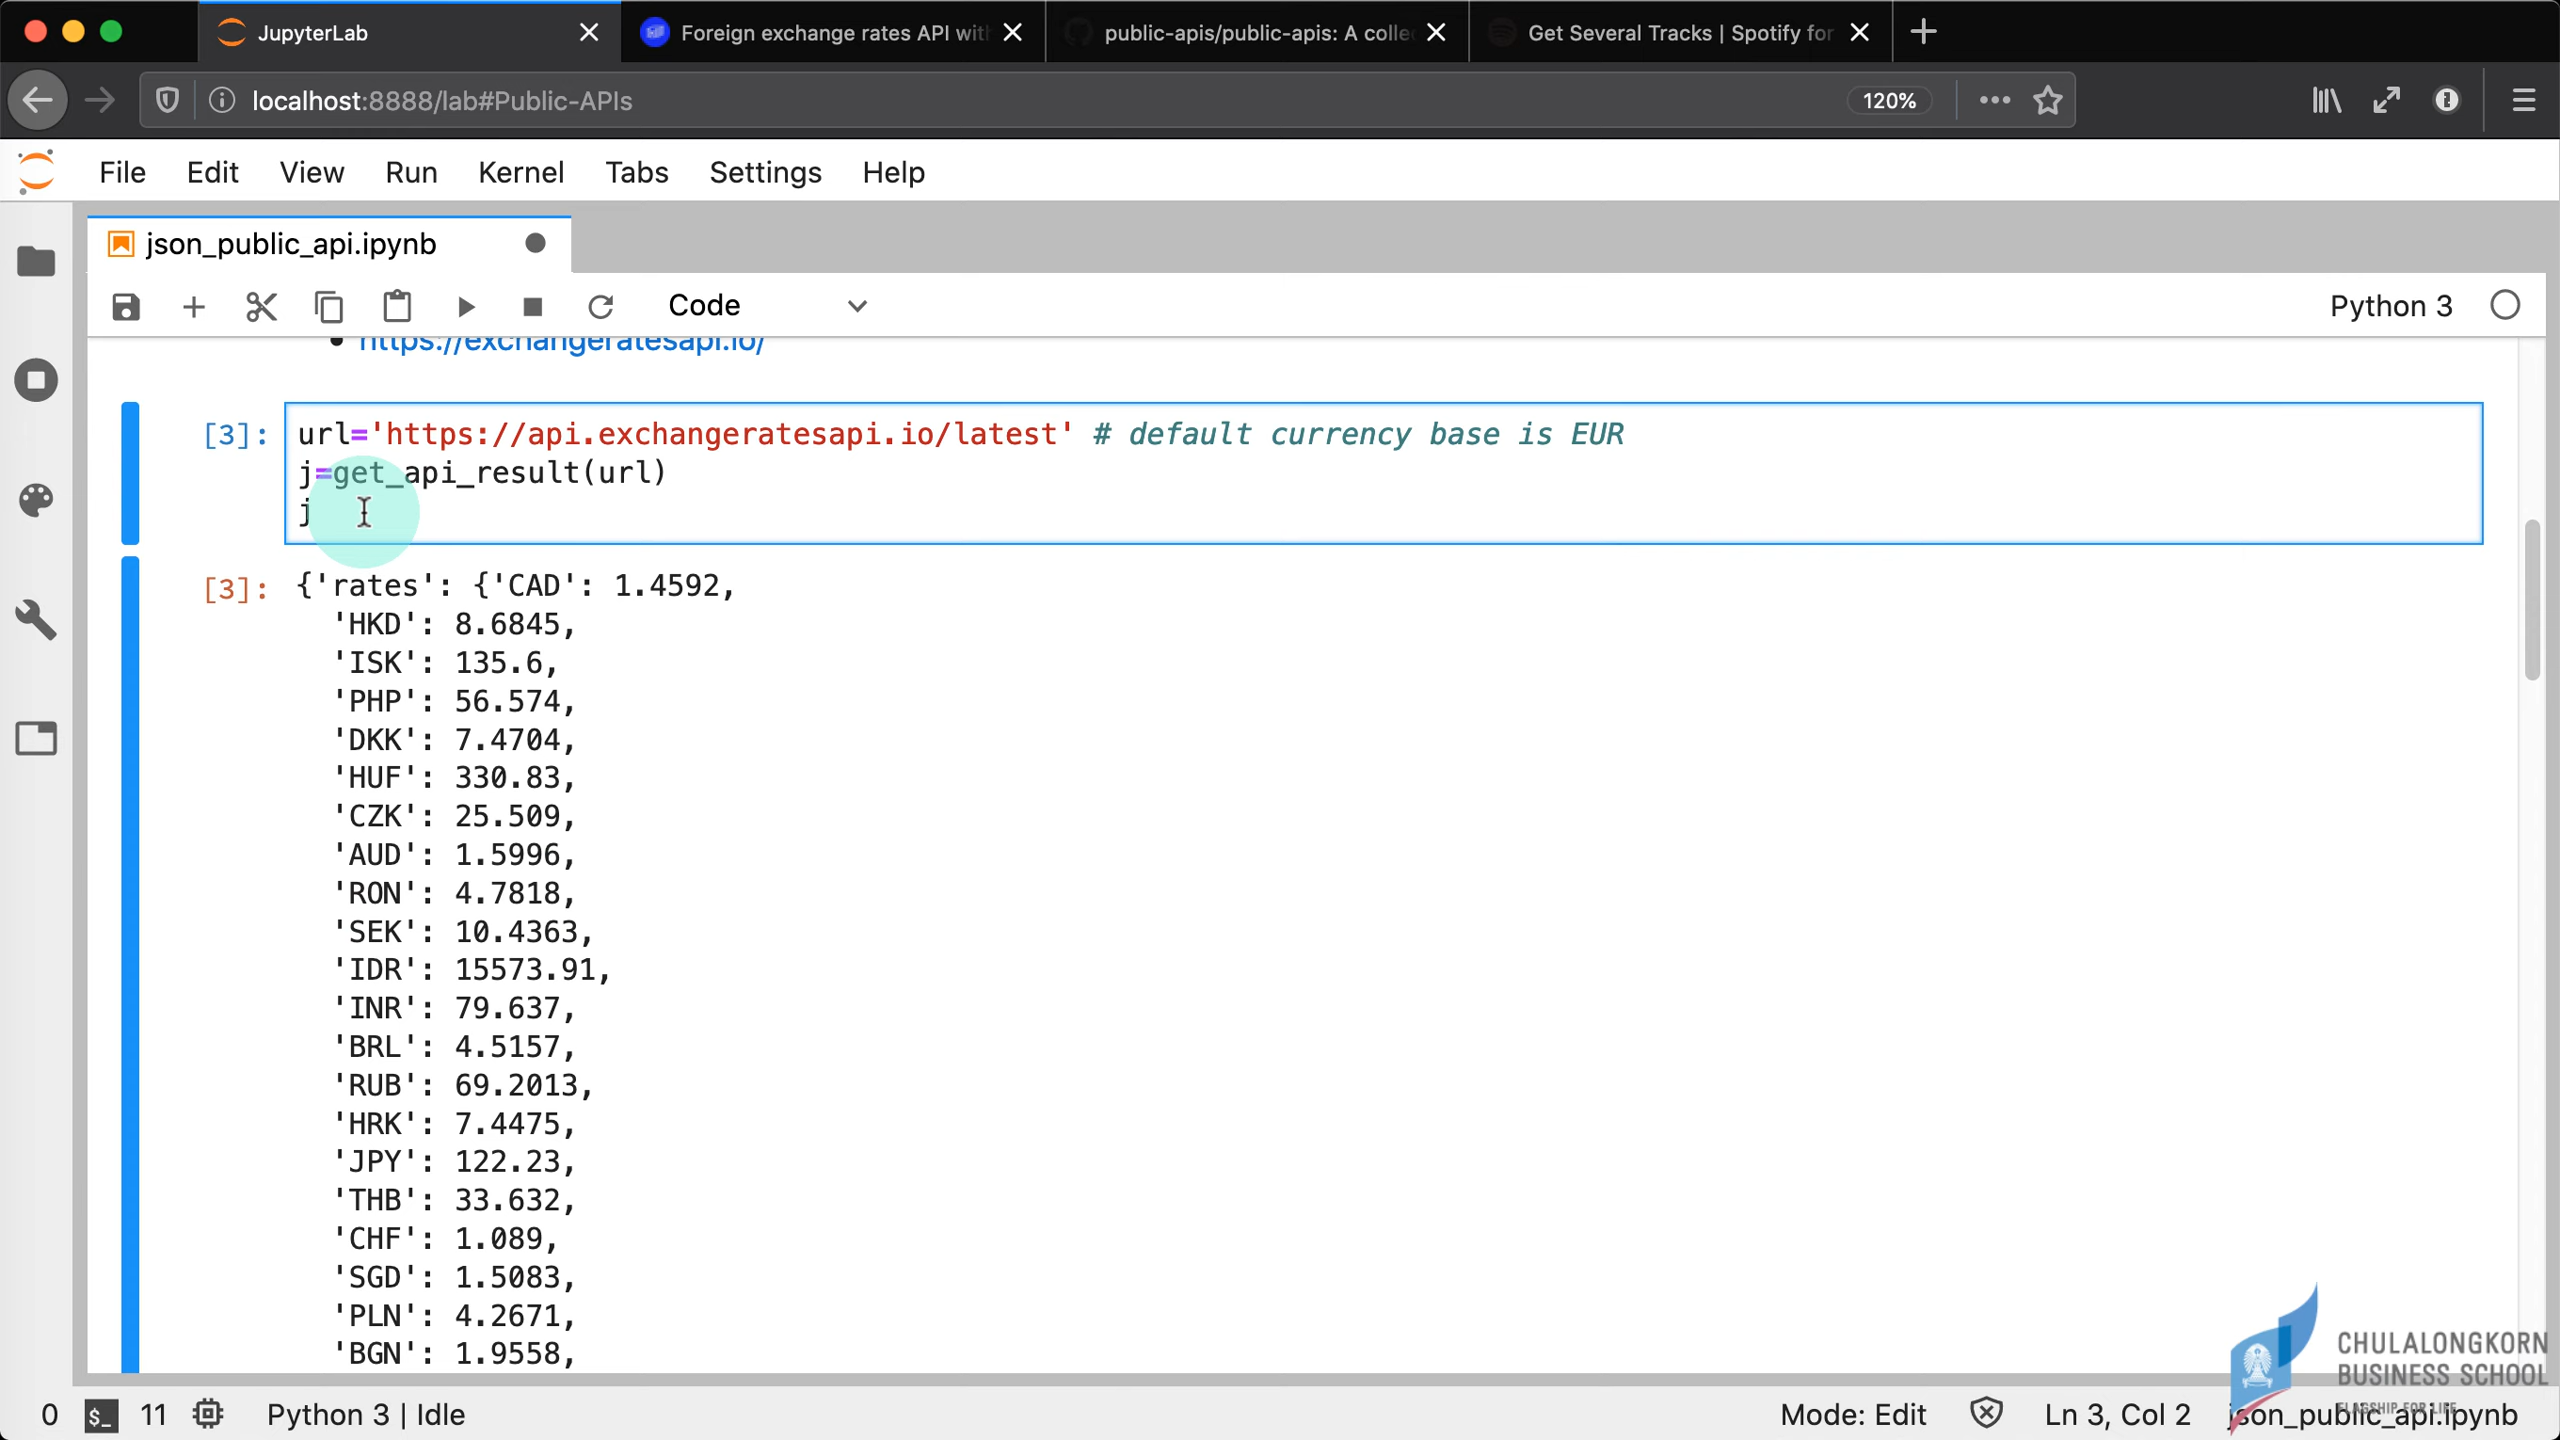 JupyterLab
Foreign exchange rates API with
public-apis/public-apis: A colle
Get Several Tracks | Spotify for
localhost:8888/lab#Public-APIs
120%
File Edit View Run Kernel Tabs Settings Help
json_public_api.ipynb
Code
Python 3
https://exchangeratesapi.io/
[3]: url='https://api.exchangeratesapi.io/latest' # default currency base is EUR
j=get_api_result(url)
j
[3]: {'rates': {'CAD': 1.4592,
'HKD': 8.6845,
'ISK': 135.6,
'PHP': 56.574,
'DKK': 7.4704,
'HUF': 330.83,
'CZK': 25.509,
'AUD': 1.5996,
'RON': 4.7818,
'SEK': 10.4363,
'IDR': 15573.91,
'INR': 79.637,
'BRL': 4.5157,
'RUB': 69.2013,
'HRK': 7.4475,
'JPY': 122.23,
'THB': 33.632,
'CHF': 1.089,
'SGD': 1.5083,
'PLN': 4.2671,
'BGN': 1.9558,
CHULALONGKORN
BUSINESS SCHOOL
FLAGSHIP FOR LIFE
0 $_ 11 Python 3 | Idle
Mode: Edit Ln 3, Col 2 json_public_api.ipynb